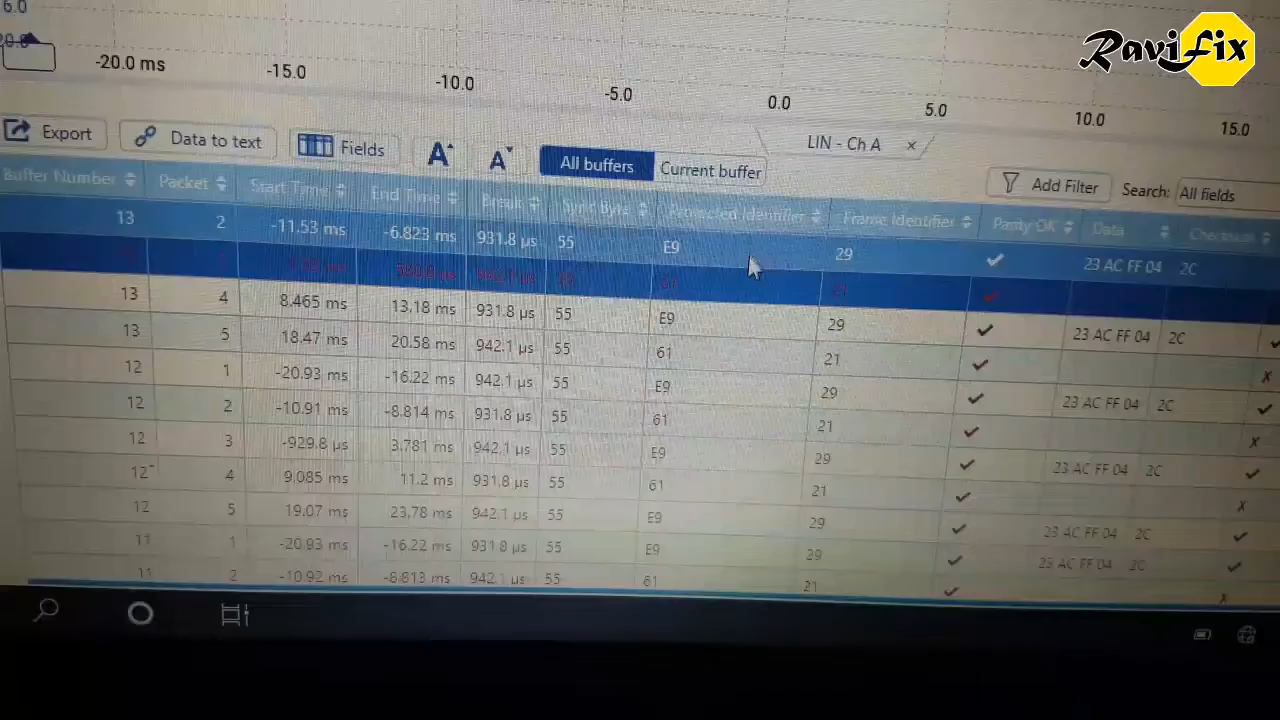 RaviFix
6.0
-20.0 ms -15.0 -10.0 -5.0 0.0 5.0 10.0 15.0
LIN - Ch A ×
Export Data to text Fields A A All buffers Current buffer Add Filter Search: All fields
Buffer Number Packet Start Time End Time Break Sync Byte Protected Identifier Frame Identifier Parity OK Data Checksum
13 2 -11.53 ms -6.823 ms 931.8 µs 55 E9 29 ✓ 23 AC FF 04 2C
61 21 ✓
13 4 8.465 ms 13.18 ms 931.8 µs 55 E9 29 ✓ 23 AC FF 04 2C ✓
13 5 18.47 ms 20.58 ms 942.1 µs 55 61 21 ✓ ✗
12 1 -20.93 ms -16.22 ms 942.1 µs 55 E9 29 ✓ 23 AC FF 04 2C ✓
12 2 -10.91 ms -8.814 ms 931.8 µs 55 61 21 ✓ ✗
12 3 -929.8 µs 3.781 ms 942.1 µs 55 E9 29 ✓ 23 AC FF 04 2C ✓
12 4 9.085 ms 11.2 ms 931.8 µs 55 61 21 ✓ ✗
12 5 19.07 ms 23.78 ms 942.1 µs 55 E9 29 ✓ 23 AC FF 04 2C ✓
11 1 -20.93 ms -16.22 ms 931.8 µs 55 E9 29 ✓ 23 AC FF 04 2C ✓
11 2 -10.92 ms -8.813 ms 942.1 µs 55 61 21 ✓ ✗